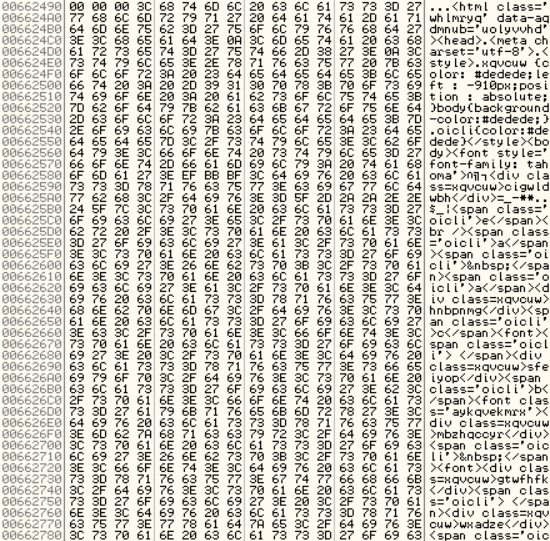 00662490 00 00 00 3C 68 74 6D 6C 20 63 6C 61 73 73 3D 27 ...<html class='
006624A0 77 68 6C 6D 72 79 71 27 20 64 61 74 61 2D 61 71 whlmryq' data-aq
006624B0 64 6D 6E 75 62 3D 27 75 6F 6C 79 76 76 68 64 27 dmnub='uolyvvhd'
006624C0 3E 3C 68 65 61 64 3E 0A 3C 6D 65 74 61 20 63 68 ><head>.<meta ch
006624D0 61 72 73 65 74 3D 27 75 74 66 2D 38 27 3E 0A 3C arset='utf-8'>.<
006624E0 73 74 79 6C 65 3E 2E 78 71 76 63 75 77 20 7B 63 style>.xqvcuw {c
006624F0 6F 6C 6F 72 3A 20 23 64 65 64 65 64 65 3B 6C 65 olor: #dedede;le
00662500 66 74 20 3A 20 2D 39 31 30 70 78 3B 70 6F 73 69 ft : -910px;posi
00662510 74 69 6F 6E 20 3A 20 61 62 73 6F 6C 75 74 65 3B tion : absolute;
00662520 7D 62 6F 64 79 7B 62 61 63 6B 67 72 6F 75 6E 64 }body{background
00662530 2D 63 6F 6C 6F 72 3A 23 64 65 64 65 64 65 3B 7D -color:#dedede;}
00662540 2E 6F 69 63 6C 69 7B 63 6F 6C 6F 72 3A 23 64 65 .oicli{color:#de
00662550 64 65 64 65 7D 3C 2F 73 74 79 6C 65 3E 3C 62 6F dede}</style><bo
00662560 64 79 3E 3C 66 6F 6E 74 20 73 74 79 6C 65 3D 27 dy><font style='
00662570 66 6F 6E 74 2D 66 61 6D 69 6C 79 3A 20 74 61 68 font-family: tah
00662580 6F 6D 61 27 3E EF BB BF 3C 64 69 76 20 63 6C 61 oma'>∩╗┐<div cla
00662590 73 73 3D 78 71 76 63 75 77 3E 63 69 67 77 6C 64 ss=xqvcuw>cigwld
006625A0 77 62 68 3C 2F 64 69 76 3E 3D 5F 2D 2A 2A 2E 2E wbh</div>=_-**..
006625B0 24 5F 7C 3C 73 70 61 6E 20 63 6C 61 73 73 3D 27 $_|<span class='
006625C0 6F 69 63 6C 69 27 3E 65 3C 2F 73 70 61 6E 3E 3C oicli'>e</span><
006625D0 62 72 20 2F 3E 3C 73 70 61 6E 20 63 6C 61 73 73 br /><span class
006625E0 3D 27 6F 69 63 6C 69 27 3E 61 3C 2F 73 70 61 6E ='oicli'>a</span
006625F0 3E 3C 73 70 61 6E 20 63 6C 61 73 73 3D 27 6F 69 ><span class='oi
00662600 63 6C 69 27 3E 26 6E 62 73 70 3B 3C 2F 73 70 61 cli'>&nbsp;</spa
00662610 6E 3E 3C 73 70 61 6E 20 63 6C 61 73 73 3D 27 6F n><span class='o
00662620 69 63 6C 69 27 3E 61 3C 2F 73 70 61 6E 3E 3C 64 icli'>a</span><d
00662630 69 76 20 63 6C 61 73 73 3D 78 71 76 63 75 77 3E iv class=xqvcuw>
00662640 68 6E 62 70 6E 6D 67 3C 2F 64 69 76 3E 3C 73 70 hnbpnmg</div><sp
00662650 61 6E 20 63 6C 61 73 73 3D 27 6F 69 63 6C 69 27 an class='oicli'
00662660 3E 63 3C 2F 73 70 61 6E 3E 3C 66 6F 6E 74 3E 3C >c</span><font><
00662670 73 70 61 6E 20 63 6C 61 73 73 3D 27 6F 69 63 6C span class='oicl
00662680 69 27 3E 20 3C 2F 73 70 61 6E 3E 3C 64 69 76 20 i'> </span><div 
00662690 63 6C 61 73 73 3D 78 71 76 63 75 77 3E 73 66 65 class=xqvcuw>sfe
006626A0 69 79 6F 70 3C 2F 64 69 76 3E 3C 73 70 61 6E 20 iyop</div><span 
006626B0 63 6C 61 73 73 3D 27 6F 69 63 6C 69 27 3E 62 3C class='oicli'>b<
006626C0 2F 73 70 61 6E 3E 3C 66 6F 6E 74 20 63 6C 61 73 /span><font clas
006626D0 73 3D 27 61 79 6B 71 76 65 6B 6D 72 78 27 3E 3C s='aykqvekmrx'><
006626E0 64 69 76 20 63 6C 61 73 73 3D 78 71 76 63 75 77 div class=xqvcuw
006626F0 3E 6D 62 7A 68 71 63 63 79 72 3C 2F 64 69 76 3E >mbzhqccyr</div>
00662700 3C 73 70 61 6E 20 63 6C 61 73 73 3D 27 6F 69 63 <span class='oic
00662710 6C 69 27 3E 26 6E 62 73 70 3B 3C 2F 73 70 61 6E li'>&nbsp;</span
00662720 3E 3C 66 6F 6E 74 3E 3C 64 69 76 20 63 6C 61 73 ><font><div clas
00662730 73 3D 78 71 76 63 75 77 3E 67 74 77 66 68 66 6B s=xqvcuw>gtwfhfk
00662740 3C 2F 64 69 76 3E 3C 73 70 61 6E 20 63 6C 61 73 </div><span clas
00662750 73 3D 27 6F 69 63 6C 69 27 3E 20 3C 2F 73 70 61 s='oicli'> </spa
00662760 6E 3E 3C 64 69 76 20 63 6C 61 73 73 3D 78 71 76 n><div class=xqv
00662770 63 75 77 3E 77 78 61 64 7A 65 3C 2F 64 69 76 3E cuw>wxadze</div>
00662780 3C 73 70 61 6E 20 63 6C 61 73 73 3D 27 6F 69 63 <span class='oic